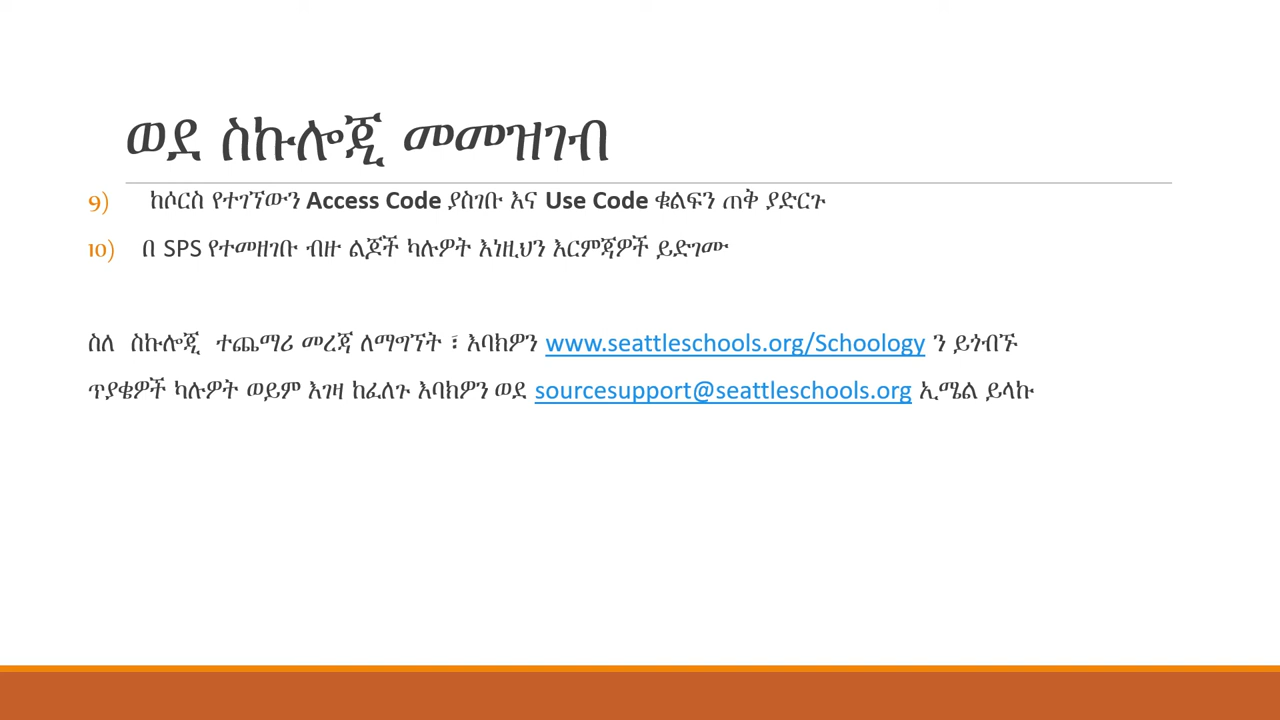 ወደ ስኩሎጂ መመዝገብ
9) ከሶርስ የተገኘውን Access Code ያስገቡ እና Use Code ቁልፍን ጠቅ ያድርጉ
10) በ SPS የተመዘገቡ ብዙ ልጆች ካሉዎት እነዚህን እርምጃዎች ይድገሙ
ስለ ስኩሎጂ ተጨማሪ መረጃ ለማግኘት ፣ እባክዎን www.seattleschools.org/Schoology ን ይጎብኙ
ጥያቄዎች ካሉዎት ወይም እገዛ ከፈለጉ እባክዎን ወደ sourcesupport@seattleschools.org ኢሜል ይላኩ